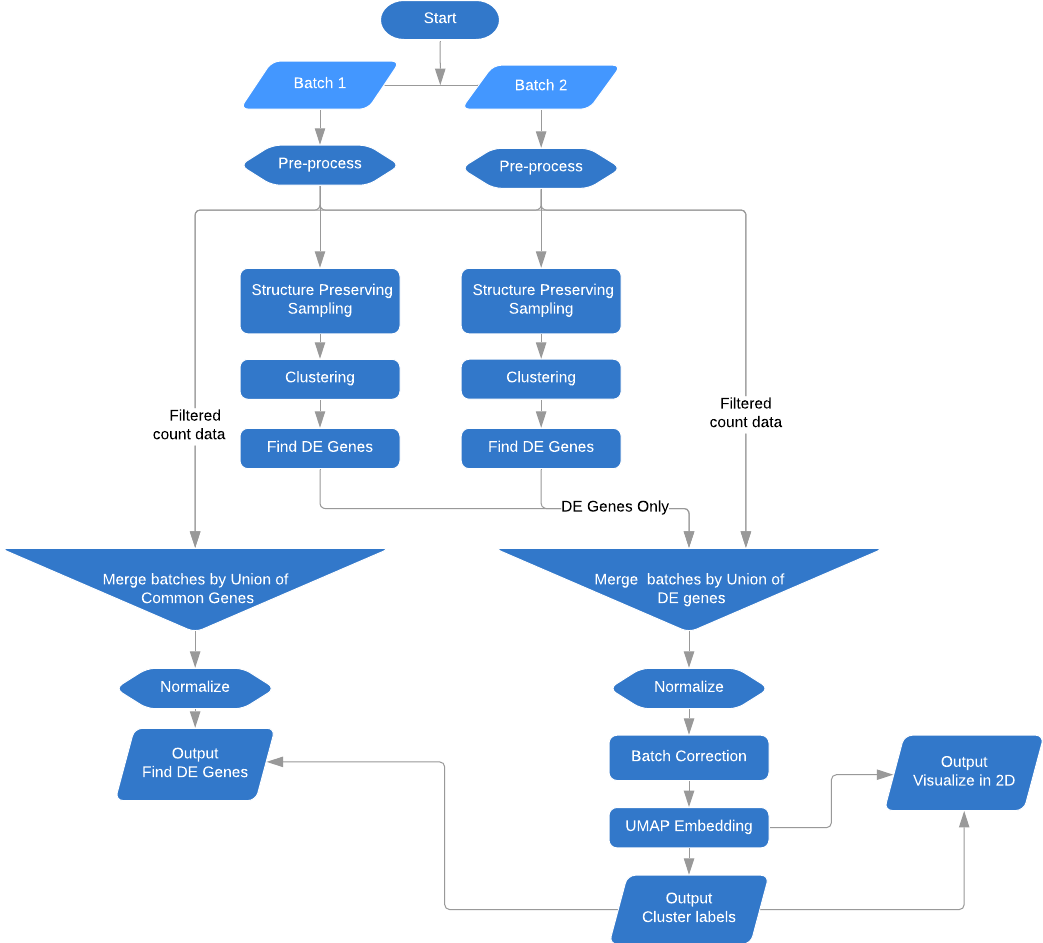 Start
Batch 1
Batch 2
Pre-process
Pre-process
Structure Preserving
Sampling
Structure Preserving
Sampling
Clustering
Clustering
Filtered
count data
Filtered
count data
Find DE Genes
Find DE Genes
DE Genes Only
Merge batches by Union of
Common Genes
Merge batches by Union of
DE genes
Normalize
Normalize
Output
Find DE Genes
Batch Correction
Output
Visualize in 2D
UMAP Embedding
Output
Cluster labels